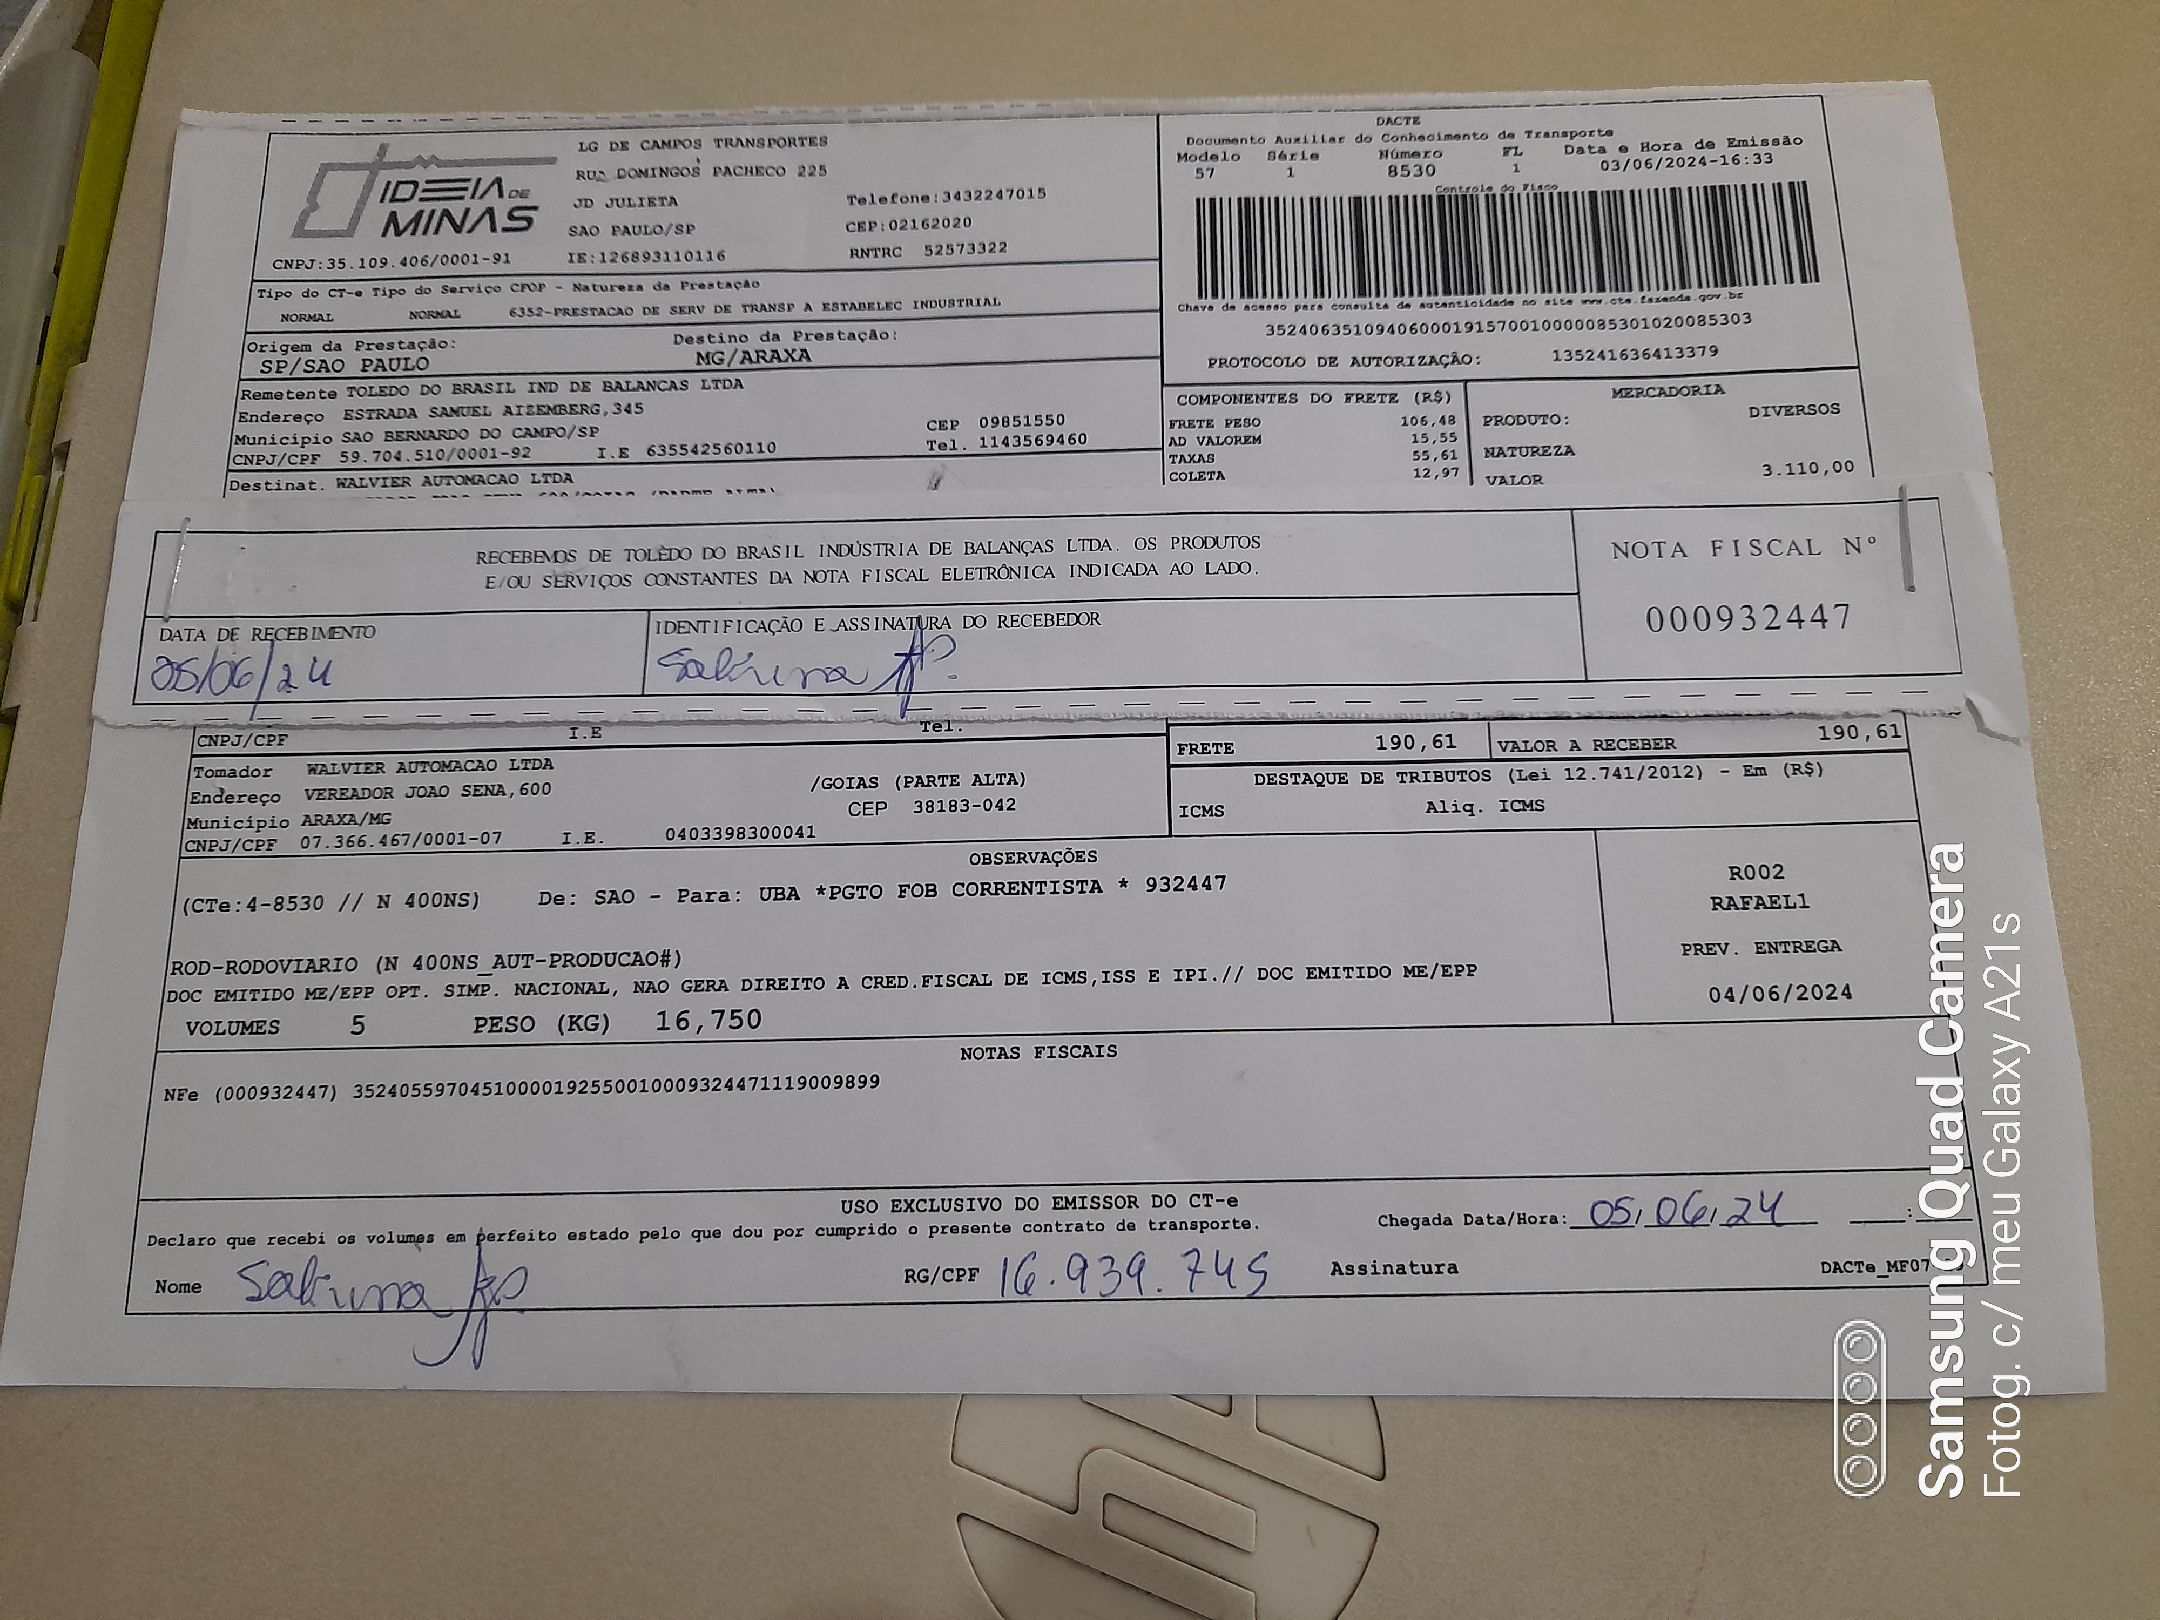 IDEIA DE
MINAS
CNPJ:35.109.406/0001-91
LG DE CAMPOS TRANSPORTES
RUA DOMINGOS PACHECO 225
JD JULIETA
Telefone:3432247015
SAO PAULO/SP
CEP:02162020
IE:126893110116
RNTRC 52573322
DACTE
Documento Auxiliar do Conhecimento de Transporte
Modelo Série Número FL Data e Hora de Emissão
57 1 8530 1 03/06/2024-16:33
Controle do Fisco
Chave de acesso para consulta de autenticidade no site www.cte.fazenda.gov.br
35240635109406000191570010000085301020085303
PROTOCOLO DE AUTORIZAÇÃO: 135241636413379
Tipo do CT-e Tipo do Serviço CFOP - Natureza da Prestação
NORMAL NORMAL 6352-PRESTACAO DE SERV DE TRANSP A ESTABELEC INDUSTRIAL
Origem da Prestação: Destino da Prestação:
SP/SAO PAULO MG/ARAXA
Remetente TOLEDO DO BRASIL IND DE BALANCAS LTDA
Endereço ESTRADA SAMUEL AIZEMBERG,345
Município SAO BERNARDO DO CAMPO/SP CEP 09851550
CNPJ/CPF 59.704.510/0001-92 I.E 635542560110 Tel. 1143569460
Destinat. WALVIER AUTOMACAO LTDA
COMPONENTES DO FRETE (R$)
FRETE PESO 106,48
AD VALOREM 15,55
TAXAS 55,61
COLETA 12,97
MERCADORIA
PRODUTO: DIVERSOS
NATUREZA
VALOR 3.110,00
RECEBEMOS DE TOLEDO DO BRASIL INDÚSTRIA DE BALANÇAS LTDA. OS PRODUTOS
E/OU SERVIÇOS CONSTANTES DA NOTA FISCAL ELETRÔNICA INDICADA AO LADO.
NOTA FISCAL Nº
000932447
DATA DE RECEBIMENTO
05/06/24
IDENTIFICAÇÃO E ASSINATURA DO RECEBEDOR
Sabrina
CNPJ/CPF I.E Tel.
FRETE 190,61 VALOR A RECEBER 190,61
Tomador WALVIER AUTOMACAO LTDA
Endereço VEREADOR JOAO SENA,600 /GOIAS (PARTE ALTA)
Município ARAXA/MG CEP 38183-042
CNPJ/CPF 07.366.467/0001-07 I.E. 0403398300041
DESTAQUE DE TRIBUTOS (Lei 12.741/2012) - Em (R$)
ICMS Aliq. ICMS
OBSERVAÇÕES
(CTe:4-8530 // N 400NS) De: SAO - Para: UBA *PGTO FOB CORRENTISTA * 932447
ROD-RODOVIARIO (N 400NS_AUT-PRODUCAO#)
DOC EMITIDO ME/EPP OPT. SIMP. NACIONAL, NAO GERA DIREITO A CRED.FISCAL DE ICMS,ISS E IPI.// DOC EMITIDO ME/EPP
VOLUMES 5 PESO (KG) 16,750
R002
RAFAEL1
PREV. ENTREGA
04/06/2024
NOTAS FISCAIS
NFe (000932447) 35240559704510000192550010009324471119009899
USO EXCLUSIVO DO EMISSOR DO CT-e
Declaro que recebi os volumes em perfeito estado pelo que dou por cumprido o presente contrato de transporte.
Chegada Data/Hora: 05,06,24 :
Nome Sabrina RG/CPF 16.939.745 Assinatura
DACTe_MF07
hp
Samsung Quad Camera
Fotog. c/ meu Galaxy A21s